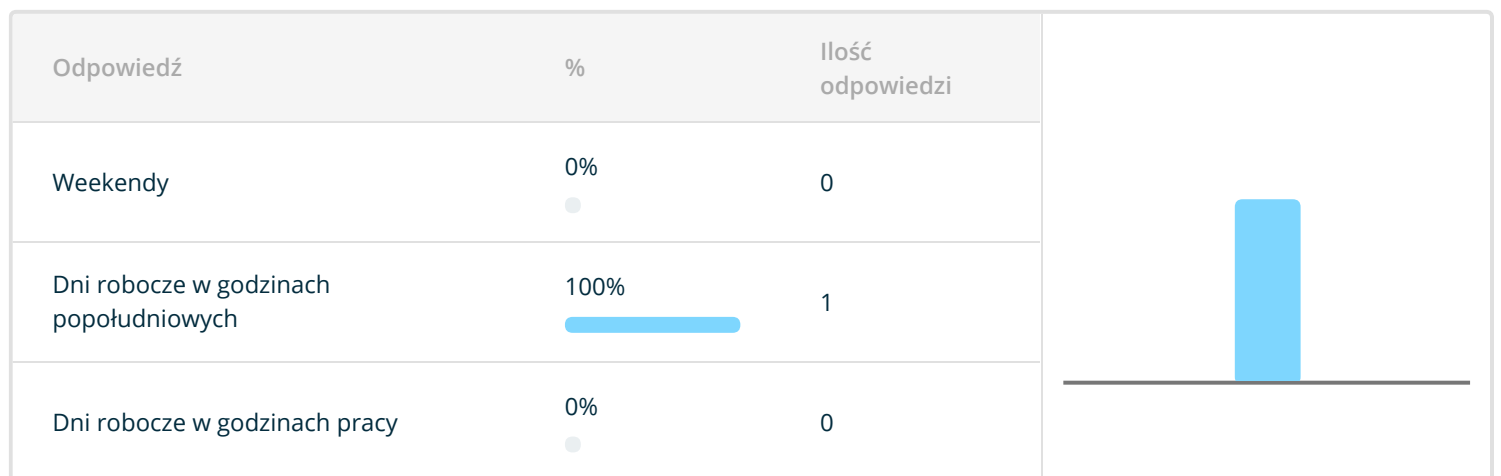 Odpowiedź % Ilość
odpowiedzi
Weekendy 0% 0
Dni robocze w godzinach
popołudniowych 100% 1
Dni robocze w godzinach pracy 0% 0